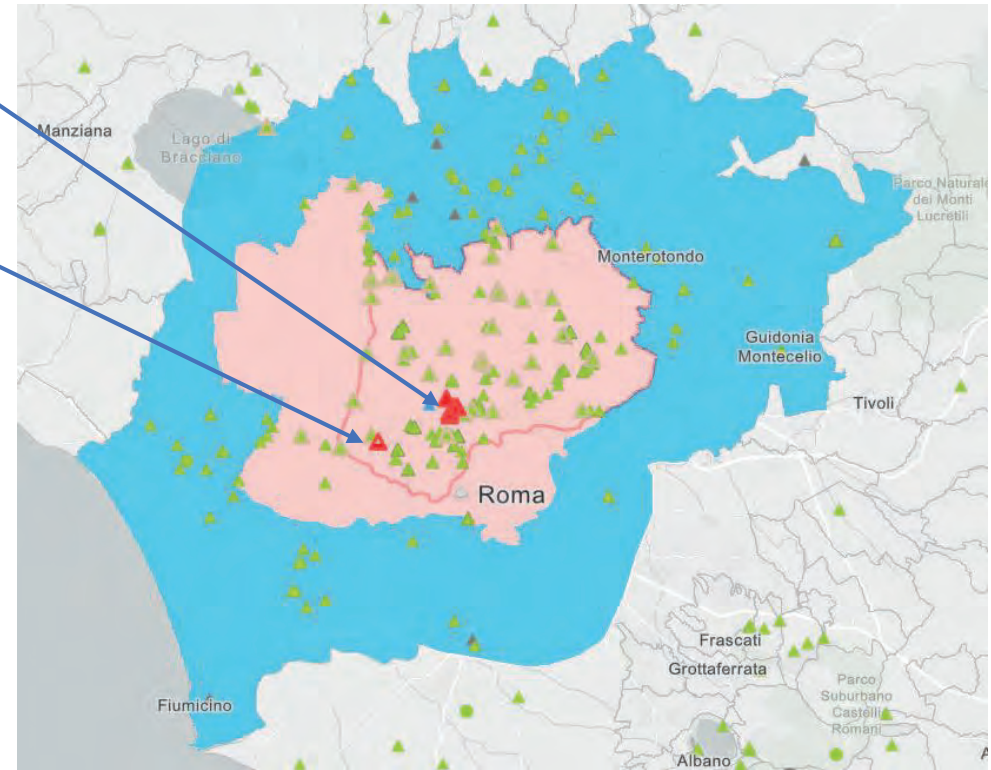 Manziana
Lago di
Bracciano
Parco Naturale
dei Monti
Lucretili
Monterotondo
Guidonia
Montecelio
Tivoli
Roma
Frascati
Grottaferrata
Parco
Suburbano
Castelli
Romani
Fiumicino
Albano
A